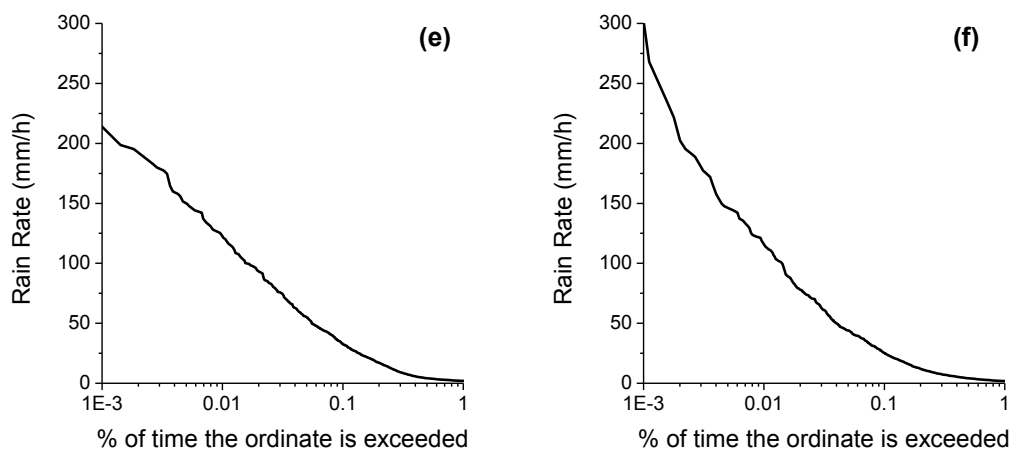 (e)
300
250
200
150
100
50
0
Rain Rate (mm/h)
1E-3 0.01 0.1 1
% of time the ordinate is exceeded
(f)
300
250
200
150
100
50
0
Rain Rate (mm/h)
1E-3 0.01 0.1 1
% of time the ordinate is exceeded